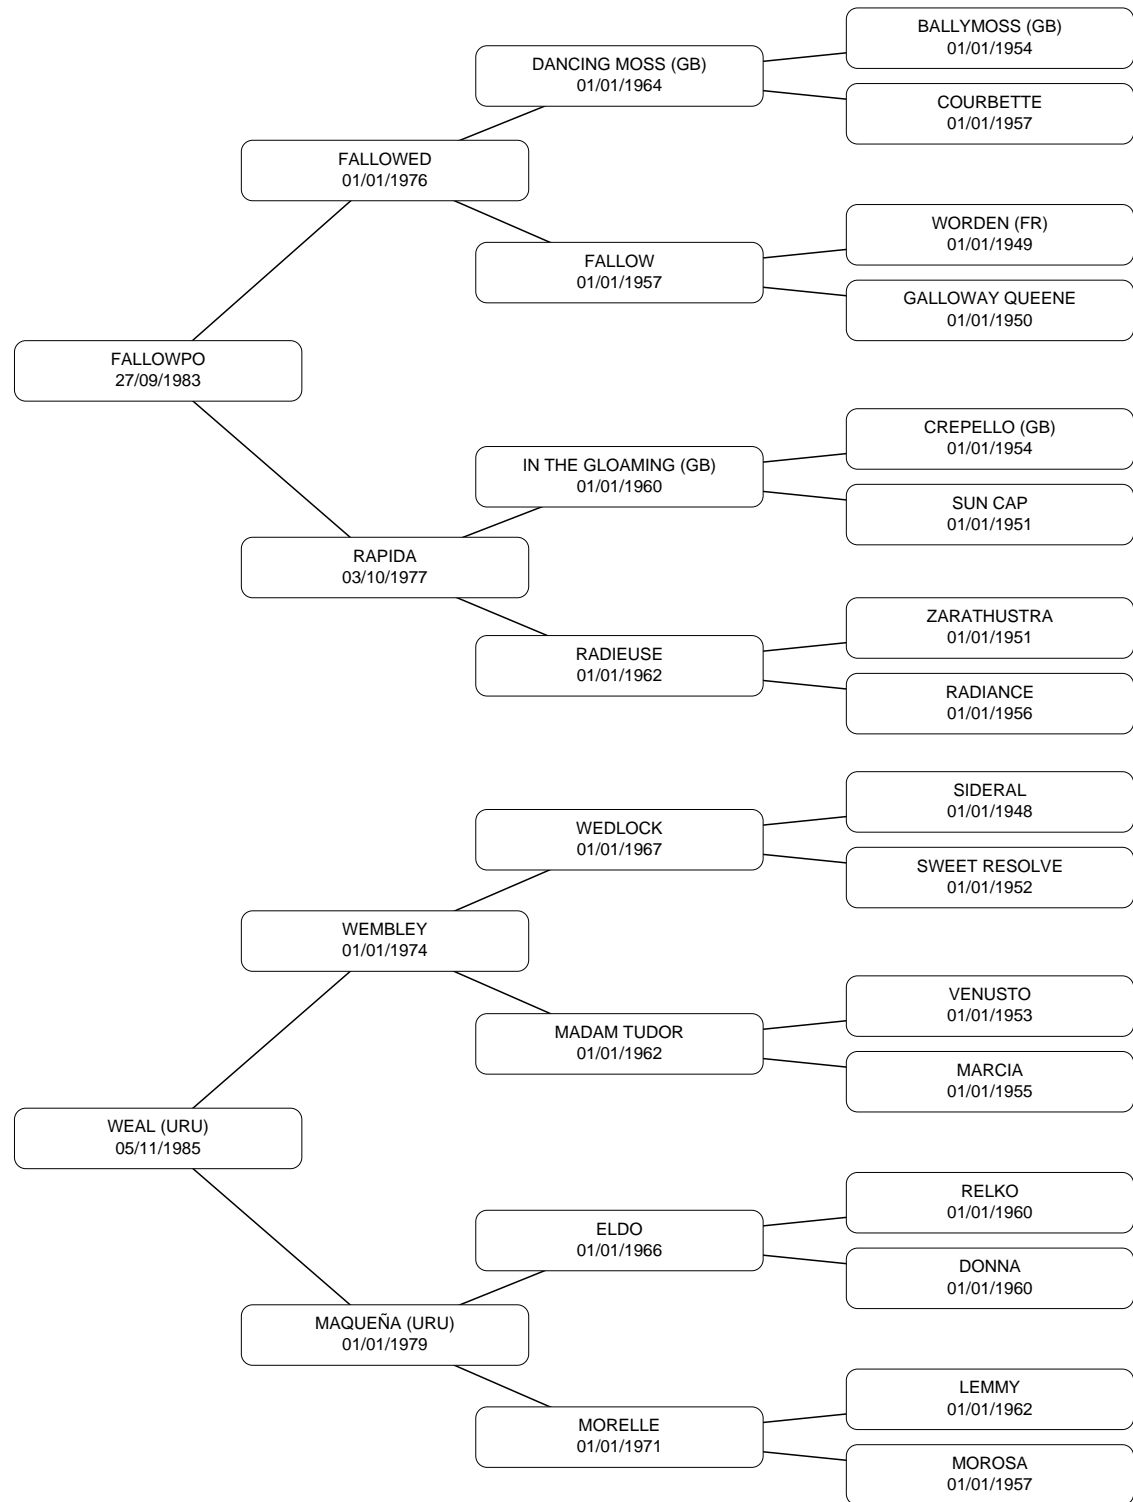 BALLYMOSS (GB)
01/01/1954
DANCING MOSS (GB)
01/01/1964
COURBETTE
01/01/1957
FALLOWED
01/01/1976
WORDEN (FR)
01/01/1949
FALLOW
01/01/1957
GALLOWAY QUEENE
01/01/1950
FALLOWPO
27/09/1983
CREPELLO (GB)
01/01/1954
IN THE GLOAMING (GB)
01/01/1960
SUN CAP
01/01/1951
RAPIDA
03/10/1977
ZARATHUSTRA
01/01/1951
RADIEUSE
01/01/1962
RADIANCE
01/01/1956
SIDERAL
01/01/1948
WEDLOCK
01/01/1967
SWEET RESOLVE
01/01/1952
WEMBLEY
01/01/1974
VENUSTO
01/01/1953
MADAM TUDOR
01/01/1962
MARCIA
01/01/1955
WEAL (URU)
05/11/1985
RELKO
01/01/1960
ELDO
01/01/1966
DONNA
01/01/1960
MAQUEÑA (URU)
01/01/1979
LEMMY
01/01/1962
MORELLE
01/01/1971
MOROSA
01/01/1957